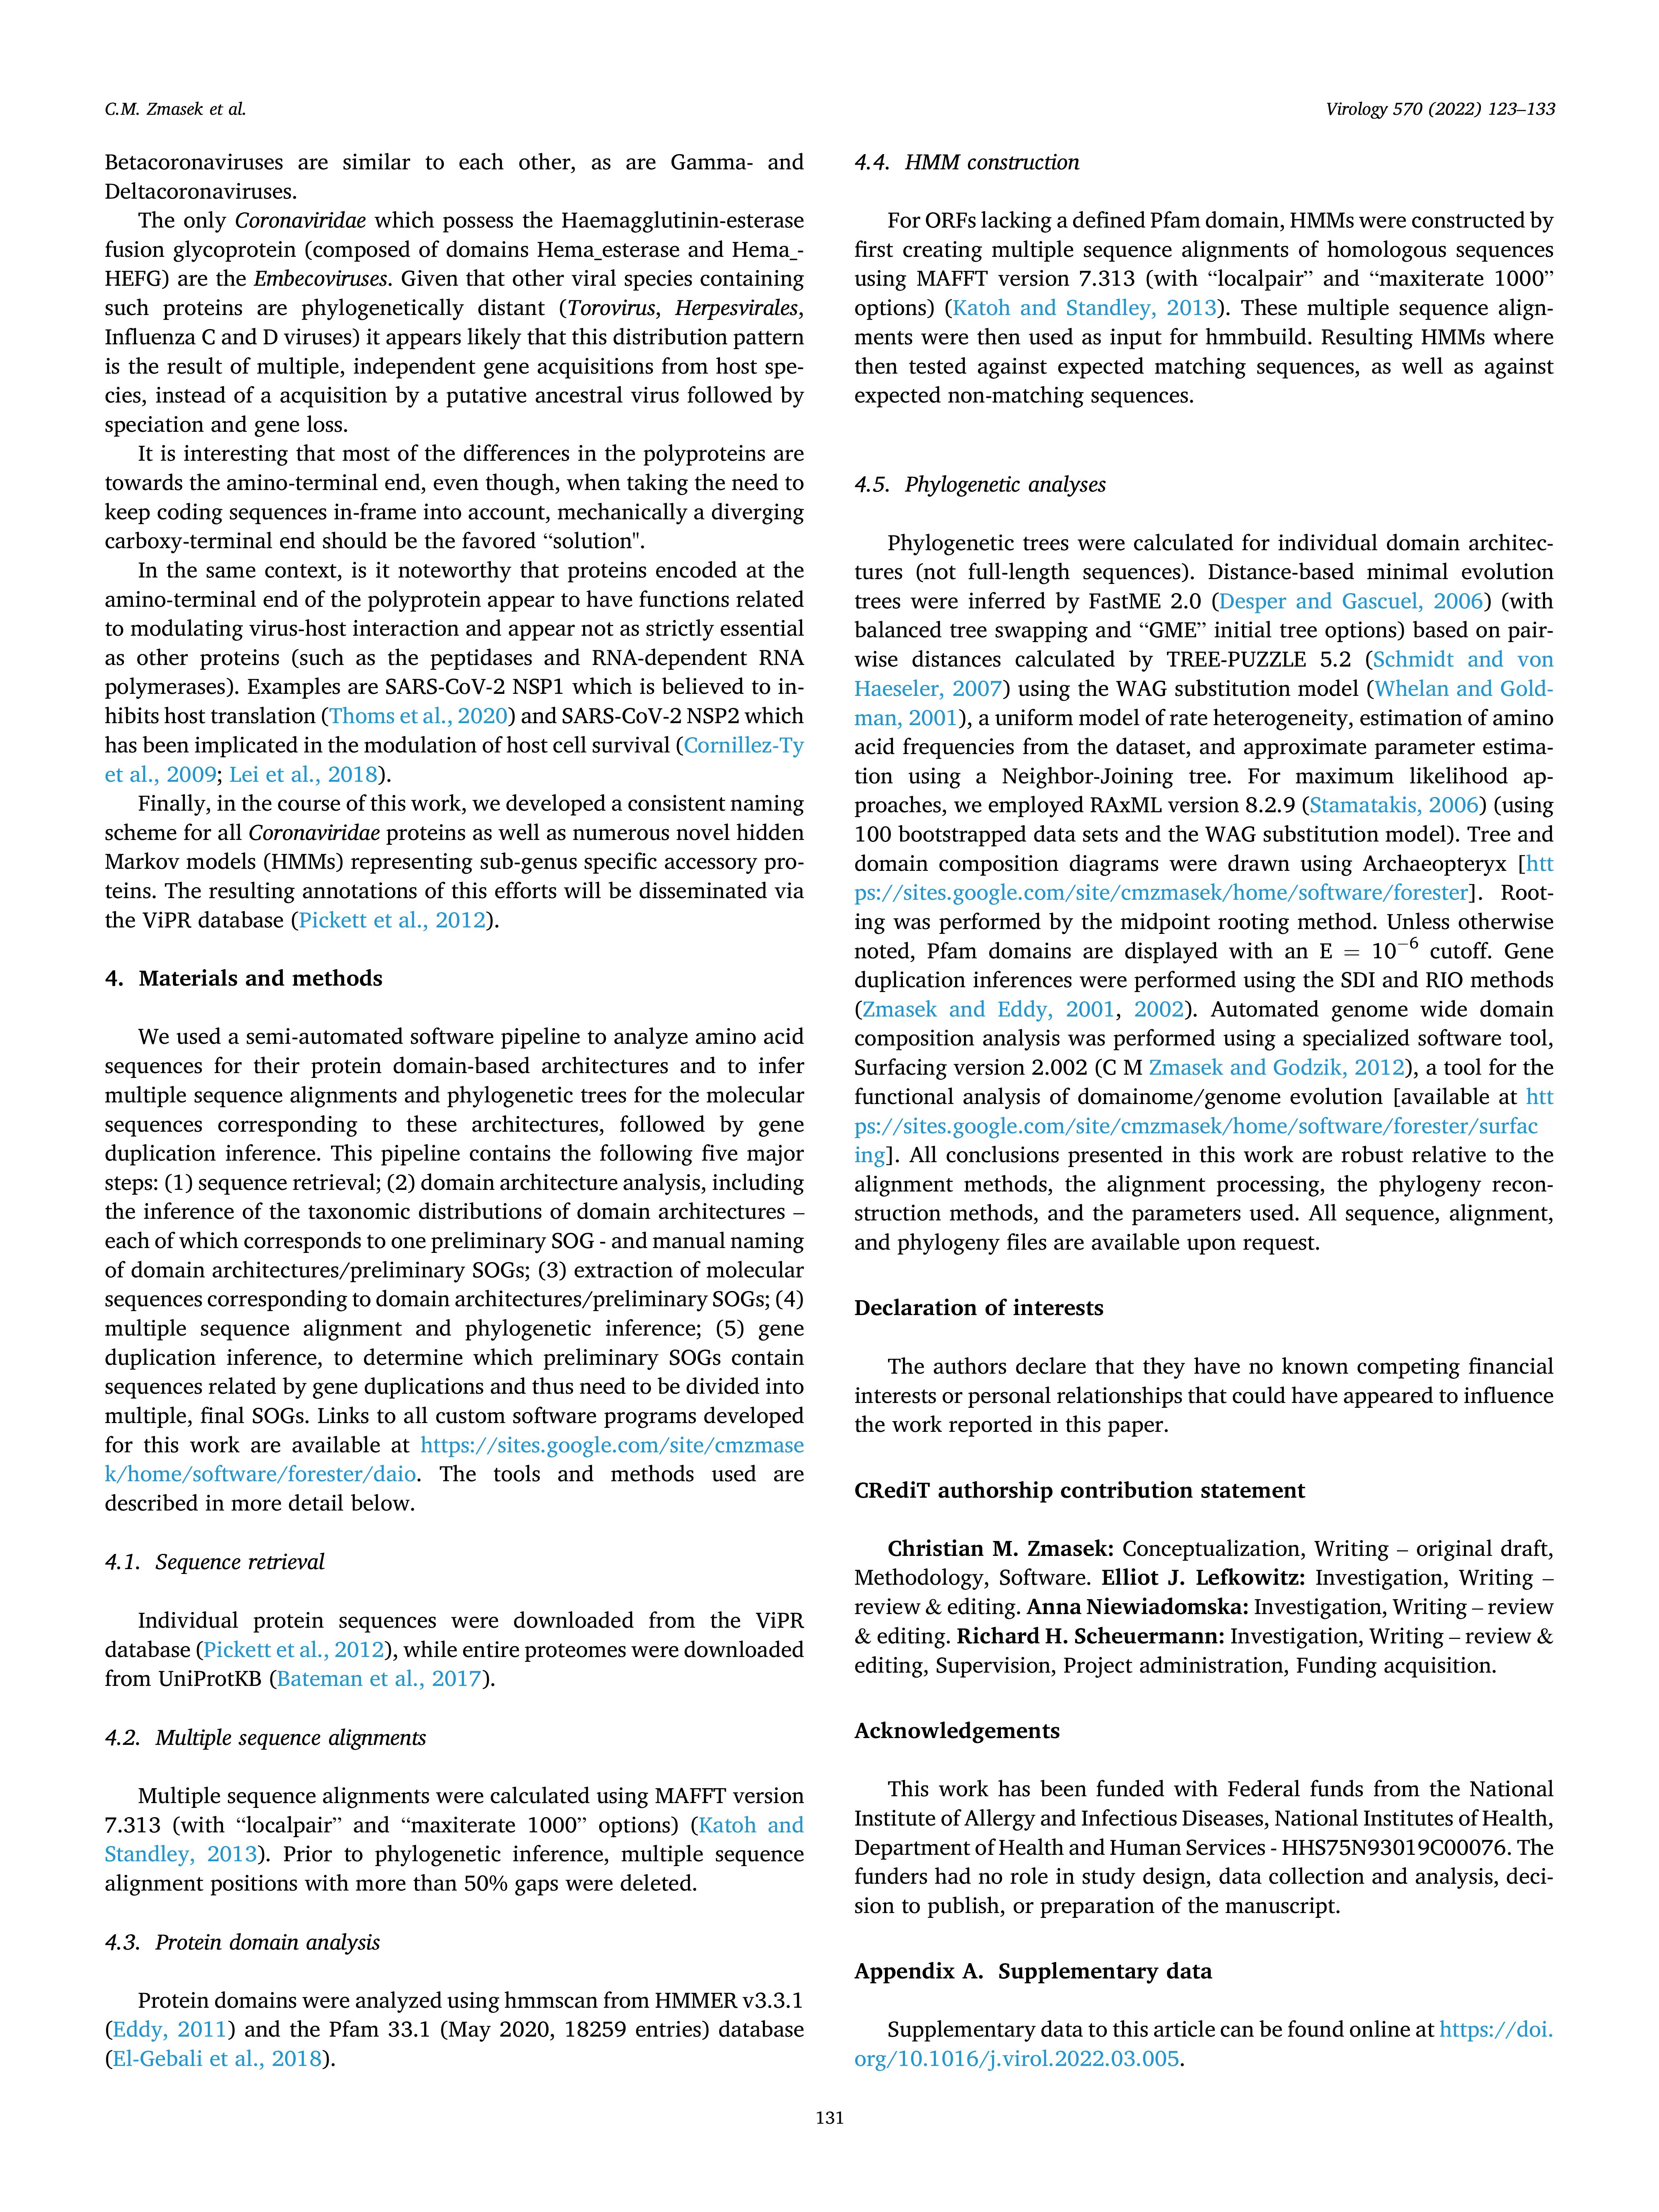 C.M. Zmasek et al.
Virology 570 (2022) 123–133
Betacoronaviruses are similar to each other, as are Gamma- and
Deltacoronaviruses.
The only Coronaviridae which possess the Haemagglutinin-esterase
fusion glycoprotein (composed of domains Hema_esterase and Hema_-
HEFG) are the Embecoviruses. Given that other viral species containing
such proteins are phylogenetically distant (Torovirus, Herpesvirales,
Influenza C and D viruses) it appears likely that this distribution pattern
is the result of multiple, independent gene acquisitions from host spe-
cies, instead of a acquisition by a putative ancestral virus followed by
speciation and gene loss.
It is interesting that most of the differences in the polyproteins are
towards the amino-terminal end, even though, when taking the need to
keep coding sequences in-frame into account, mechanically a diverging
carboxy-terminal end should be the favored “solution".
In the same context, is it noteworthy that proteins encoded at the
amino-terminal end of the polyprotein appear to have functions related
to modulating virus-host interaction and appear not as strictly essential
as other proteins (such as the peptidases and RNA-dependent RNA
polymerases). Examples are SARS-CoV-2 NSP1 which is believed to in-
hibits host translation (Thoms et al., 2020) and SARS-CoV-2 NSP2 which
has been implicated in the modulation of host cell survival (Cornillez-Ty
et al., 2009; Lei et al., 2018).
Finally, in the course of this work, we developed a consistent naming
scheme for all Coronaviridae proteins as well as numerous novel hidden
Markov models (HMMs) representing sub-genus specific accessory pro-
teins. The resulting annotations of this efforts will be disseminated via
the ViPR database (Pickett et al., 2012).
4. Materials and methods
We used a semi-automated software pipeline to analyze amino acid
sequences for their protein domain-based architectures and to infer
multiple sequence alignments and phylogenetic trees for the molecular
sequences corresponding to these architectures, followed by gene
duplication inference. This pipeline contains the following five major
steps: (1) sequence retrieval; (2) domain architecture analysis, including
the inference of the taxonomic distributions of domain architectures –
each of which corresponds to one preliminary SOG - and manual naming
of domain architectures/preliminary SOGs; (3) extraction of molecular
sequences corresponding to domain architectures/preliminary SOGs; (4)
multiple sequence alignment and phylogenetic inference; (5) gene
duplication inference, to determine which preliminary SOGs contain
sequences related by gene duplications and thus need to be divided into
multiple, final SOGs. Links to all custom software programs developed
for this work are available at https://sites.google.com/site/cmzmase
k/home/software/forester/daio. The tools and methods used are
described in more detail below.
4.1. Sequence retrieval
Individual protein sequences were downloaded from the ViPR
database (Pickett et al., 2012), while entire proteomes were downloaded
from UniProtKB (Bateman et al., 2017).
4.2. Multiple sequence alignments
Multiple sequence alignments were calculated using MAFFT version
7.313 (with “localpair” and “maxiterate 1000” options) (Katoh and
Standley, 2013). Prior to phylogenetic inference, multiple sequence
alignment positions with more than 50% gaps were deleted.
4.3. Protein domain analysis
Protein domains were analyzed using hmmscan from HMMER v3.3.1
(Eddy, 2011) and the Pfam 33.1 (May 2020, 18259 entries) database
(El-Gebali et al., 2018).
4.4. HMM construction
For ORFs lacking a defined Pfam domain, HMMs were constructed by
first creating multiple sequence alignments of homologous sequences
using MAFFT version 7.313 (with “localpair” and “maxiterate 1000”
options) (Katoh and Standley, 2013). These multiple sequence align-
ments were then used as input for hmmbuild. Resulting HMMs where
then tested against expected matching sequences, as well as against
expected non-matching sequences.
4.5. Phylogenetic analyses
Phylogenetic trees were calculated for individual domain architec-
tures (not full-length sequences). Distance-based minimal evolution
trees were inferred by FastME 2.0 (Desper and Gascuel, 2006) (with
balanced tree swapping and “GME” initial tree options) based on pair-
wise distances calculated by TREE-PUZZLE 5.2 (Schmidt and von
Haeseler, 2007) using the WAG substitution model (Whelan and Gold-
man, 2001), a uniform model of rate heterogeneity, estimation of amino
acid frequencies from the dataset, and approximate parameter estima-
tion using a Neighbor-Joining tree. For maximum likelihood ap-
proaches, we employed RAxML version 8.2.9 (Stamatakis, 2006) (using
100 bootstrapped data sets and the WAG substitution model). Tree and
domain composition diagrams were drawn using Archaeopteryx [htt
ps://sites.google.com/site/cmzmasek/home/software/forester]. Root-
ing was performed by the midpoint rooting method. Unless otherwise
noted, Pfam domains are displayed with an E = 10−6 cutoff. Gene
duplication inferences were performed using the SDI and RIO methods
(Zmasek and Eddy, 2001, 2002). Automated genome wide domain
composition analysis was performed using a specialized software tool,
Surfacing version 2.002 (C M Zmasek and Godzik, 2012), a tool for the
functional analysis of domainome/genome evolution [available at htt
ps://sites.google.com/site/cmzmasek/home/software/forester/surfac
ing]. All conclusions presented in this work are robust relative to the
alignment methods, the alignment processing, the phylogeny recon-
struction methods, and the parameters used. All sequence, alignment,
and phylogeny files are available upon request.
Declaration of interests
The authors declare that they have no known competing financial
interests or personal relationships that could have appeared to influence
the work reported in this paper.
CRediT authorship contribution statement
Christian M. Zmasek: Conceptualization, Writing – original draft,
Methodology, Software. Elliot J. Lefkowitz: Investigation, Writing –
review & editing. Anna Niewiadomska: Investigation, Writing – review
& editing. Richard H. Scheuermann: Investigation, Writing – review &
editing, Supervision, Project administration, Funding acquisition.
Acknowledgements
This work has been funded with Federal funds from the National
Institute of Allergy and Infectious Diseases, National Institutes of Health,
Department of Health and Human Services - HHS75N93019C00076. The
funders had no role in study design, data collection and analysis, deci-
sion to publish, or preparation of the manuscript.
Appendix A. Supplementary data
Supplementary data to this article can be found online at https://doi.
org/10.1016/j.virol.2022.03.005.
131